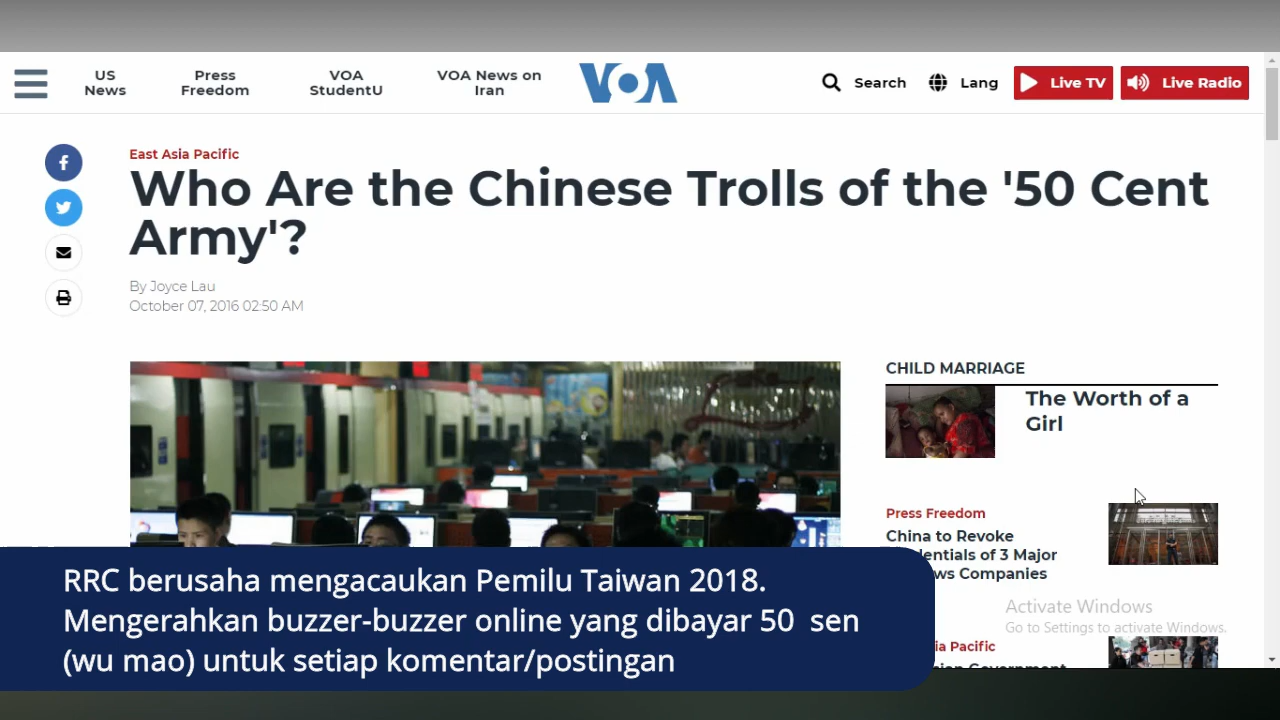 US News
Press Freedom
VOA StudentU
VOA News on Iran
VOA
Search
Lang
Live TV
Live Radio
East Asia Pacific
Who Are the Chinese Trolls of the '50 Cent
Army'?
By Joyce Lau
October 07, 2016 02:50 AM
CHILD MARRIAGE
The Worth of a
Girl
Press Freedom
China to Revoke
of 3 Major
Companies
Activate Windows
Go to Settings to activate Windows.
Pacific
RRC berusaha mengacaukan Pemilu Taiwan 2018.
Mengerahkan buzzer-buzzer online yang dibayar 50 sen
(wu mao) untuk setiap komentar/postingan